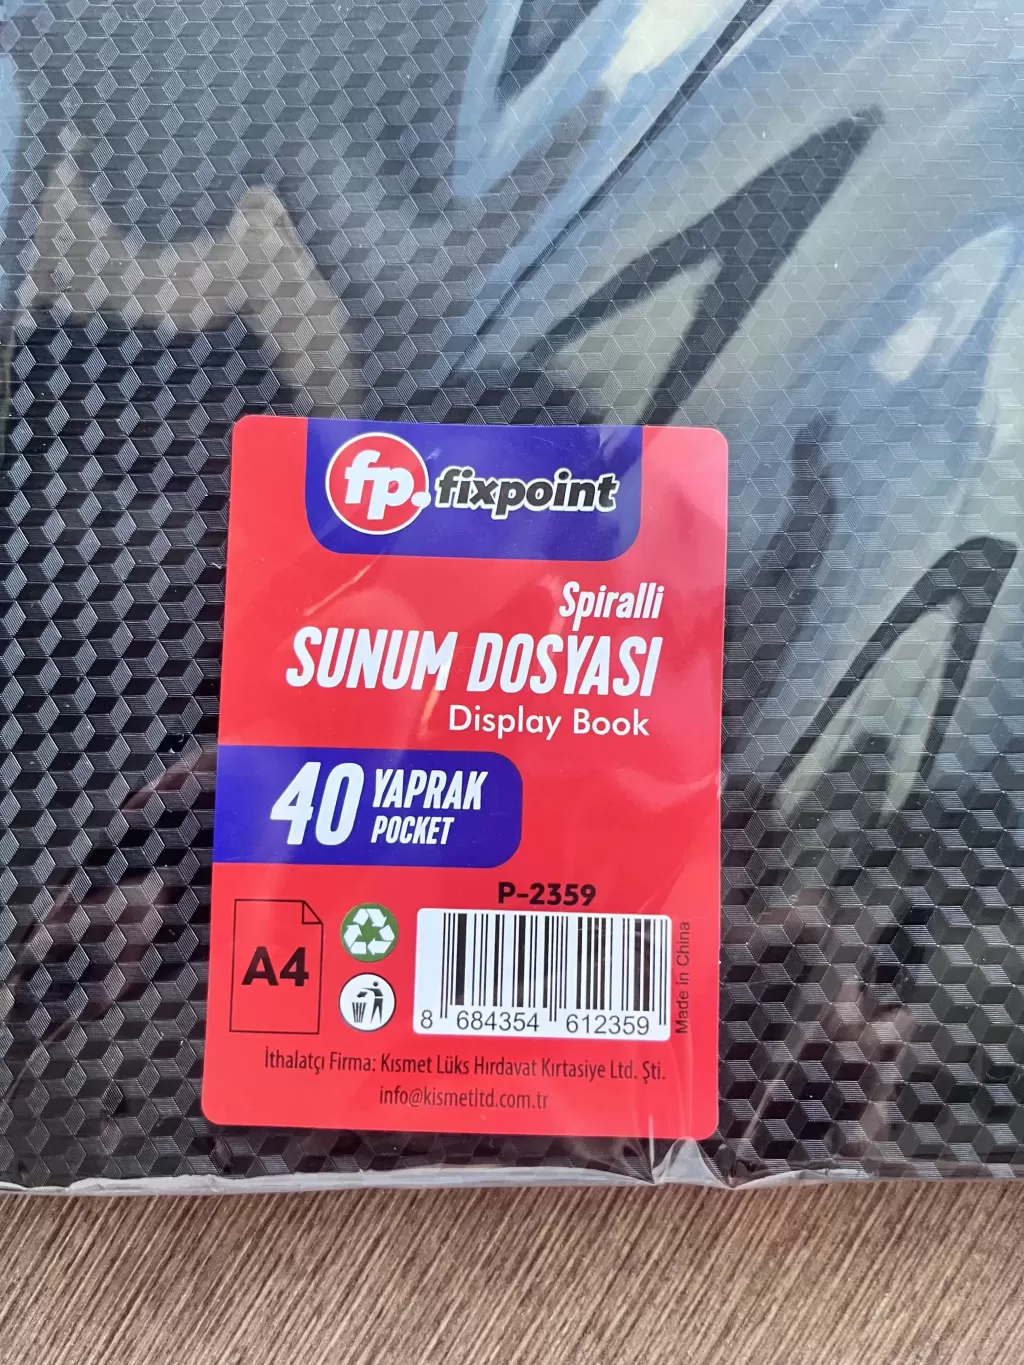 fp. fixpoint
Spiralli
SUNUM DOSYASI
Display Book
40 YAPRAK
POCKET
P-2359
A4
Made in China
8 684354 612359
İthalatçı Firma: Kısmet Lüks Hırdavat Kırtasiye Ltd. Şti.
info@kismetltd.com.tr